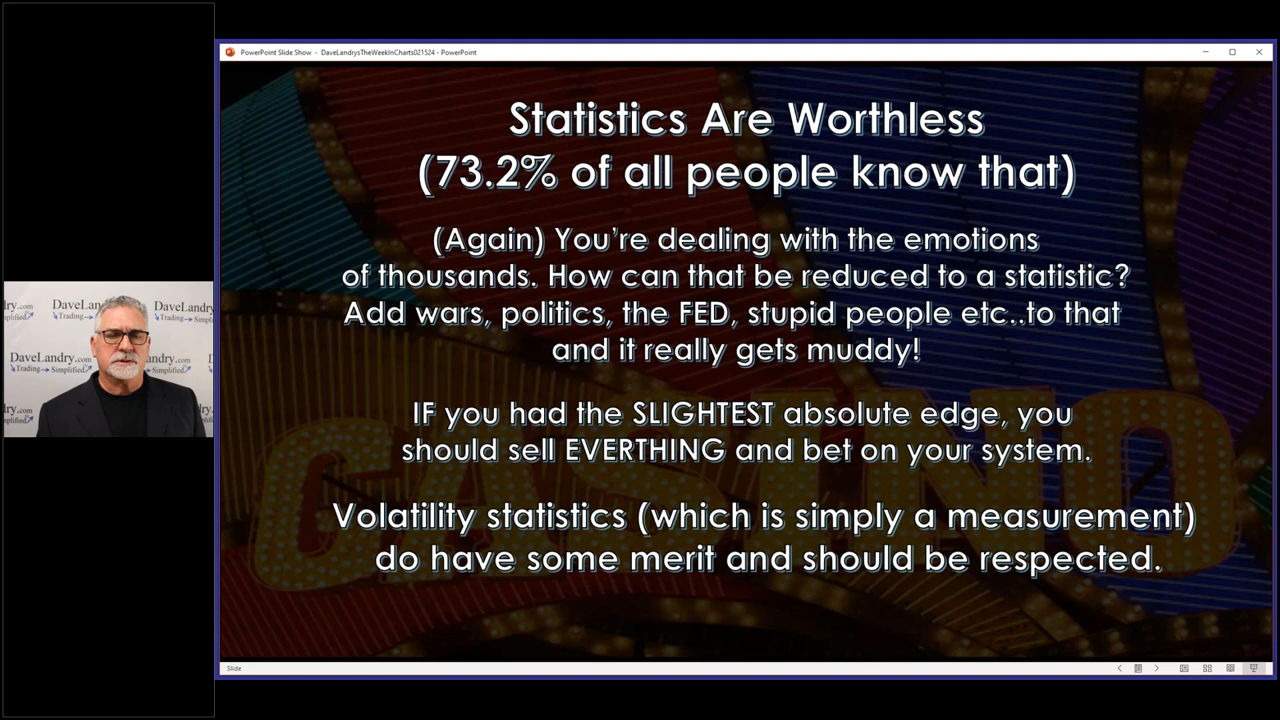 PowerPoint Slide Show - DaveLandrysTheWeekInCharts021524 - PowerPoint
Statistics Are Worthless
(73.2% of all people know that)
(Again) You're dealing with the emotions
of thousands. How can that be reduced to a statistic?
Add wars, politics, the FED, stupid people etc..to that
and it really gets muddy!
IF you had the SLIGHTEST absolute edge, you
should sell EVERTHING and bet on your system.
Volatility statistics (which is simply a measurement)
do have some merit and should be respected.
CASINO
Slide
DaveLandry.com
Trading Simplified